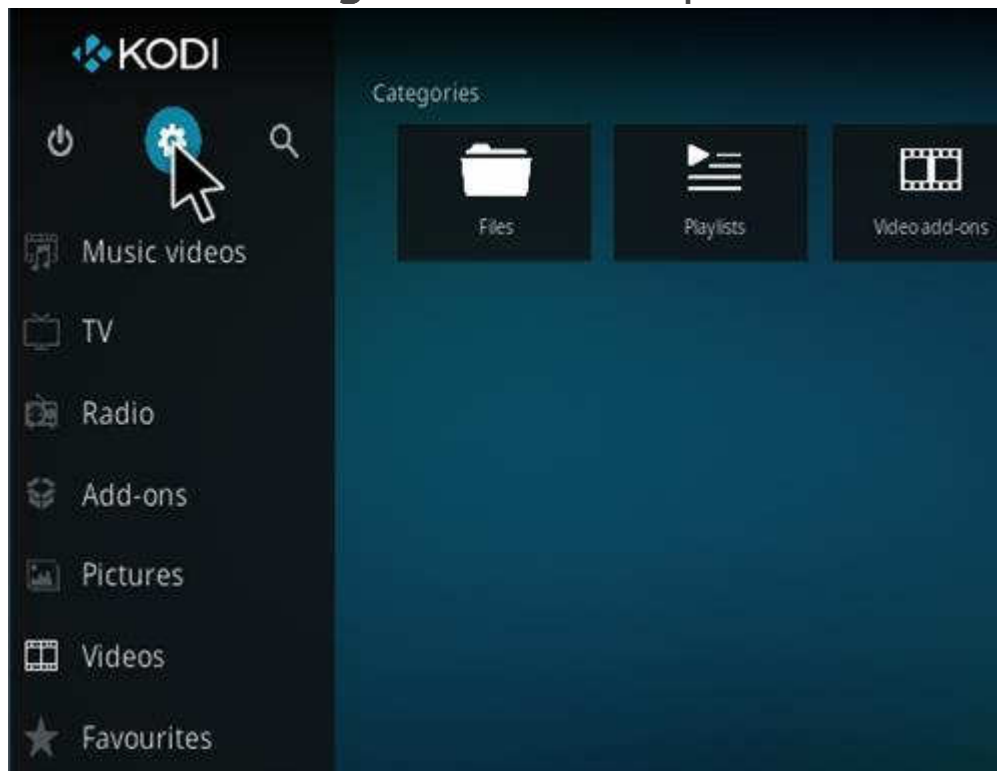 KODI
Categories
Files
Playlists
Video add-ons
Music videos
TV
Radio
Add-ons
Pictures
Videos
Favourites